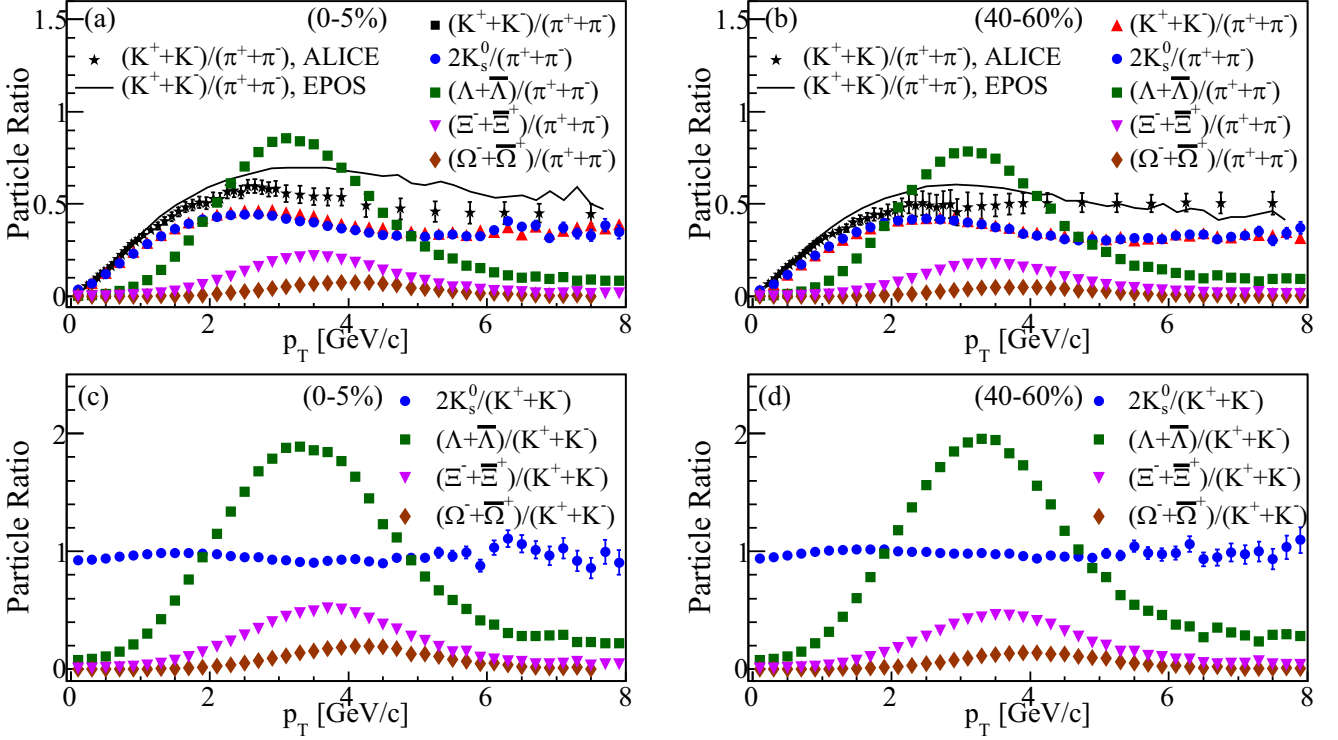 1.5
(a)
(0-5%)
(K⁺+K⁻)/(π⁺+π⁻)
(K⁺+K⁻)/(π⁺+π⁻), ALICE
2K⁰ₛ/(π⁺+π⁻)
(K⁺+K⁻)/(π⁺+π⁻), EPOS
(Λ+Λ̅)/(π⁺+π⁻)
(Ξ⁻+Ξ̅⁺)/(π⁺+π⁻)
(Ω⁻+Ω̅⁺)/(π⁺+π⁻)
Particle Ratio
1
0.5
0
0 2 4 6 8
p_T [GeV/c]
1.5
(b)
(40-60%)
(K⁺+K⁻)/(π⁺+π⁻)
(K⁺+K⁻)/(π⁺+π⁻), ALICE
2K⁰ₛ/(π⁺+π⁻)
(K⁺+K⁻)/(π⁺+π⁻), EPOS
(Λ+Λ̅)/(π⁺+π⁻)
(Ξ⁻+Ξ̅⁺)/(π⁺+π⁻)
(Ω⁻+Ω̅⁺)/(π⁺+π⁻)
Particle Ratio
1
0.5
0
0 2 4 6 8
p_T [GeV/c]
(c)
(0-5%)
2K⁰ₛ/(K⁺+K⁻)
(Λ+Λ̅)/(K⁺+K⁻)
(Ξ⁻+Ξ̅⁺)/(K⁺+K⁻)
(Ω⁻+Ω̅⁺)/(K⁺+K⁻)
Particle Ratio
2
1
0
0 2 4 6 8
p_T [GeV/c]
(d)
(40-60%)
2K⁰ₛ/(K⁺+K⁻)
(Λ+Λ̅)/(K⁺+K⁻)
(Ξ⁻+Ξ̅⁺)/(K⁺+K⁻)
(Ω⁻+Ω̅⁺)/(K⁺+K⁻)
Particle Ratio
2
1
0
0 2 4 6 8
p_T [GeV/c]